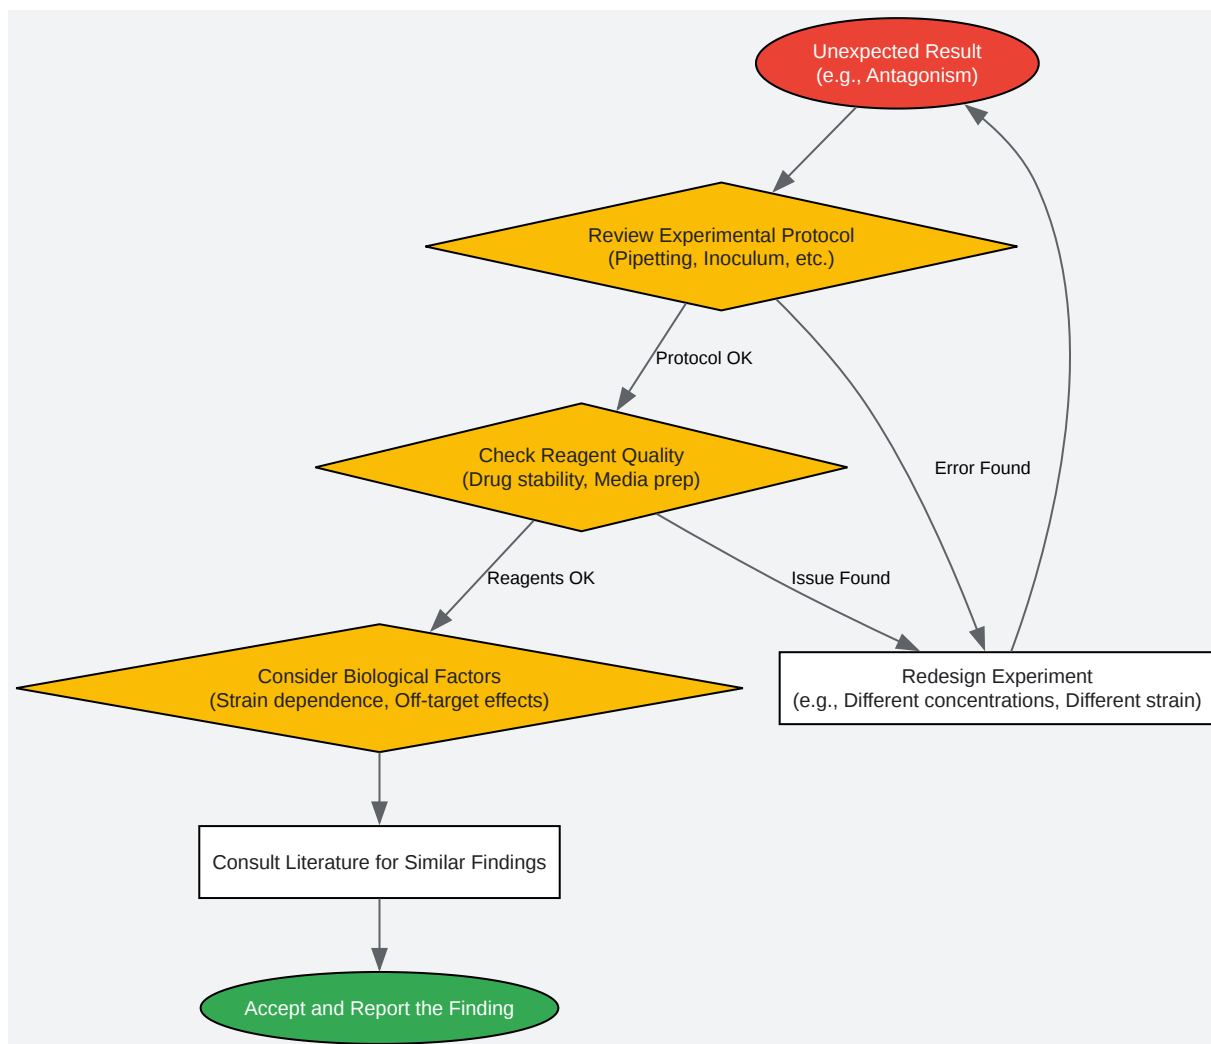 Unexpected Result
(e.g., Antagonism)
Review Experimental Protocol
(Pipetting, Inoculum, etc.)
Protocol OK
Check Reagent Quality
(Drug stability, Media prep)
Error Found
Reagents OK
Issue Found
Consider Biological Factors
(Strain dependence, Off-target effects)
Redesign Experiment
(e.g., Different concentrations, Different strain)
Consult Literature for Similar Findings
Accept and Report the Finding